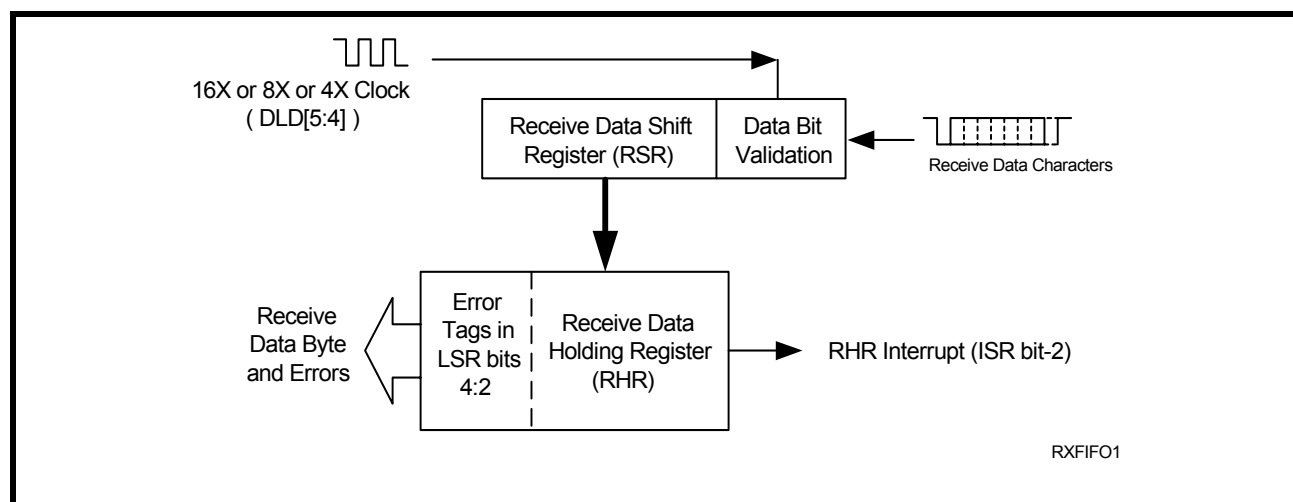 16X or 8X or 4X Clock
( DLD[5:4] )
Receive Data Shift
Register (RSR)
Data Bit
Validation
Receive Data Characters
Receive
Data Byte
and Errors
Error
Tags in
LSR bits
4:2
Receive Data
Holding Register
(RHR)
RHR Interrupt (ISR bit-2)
RXFIFO1